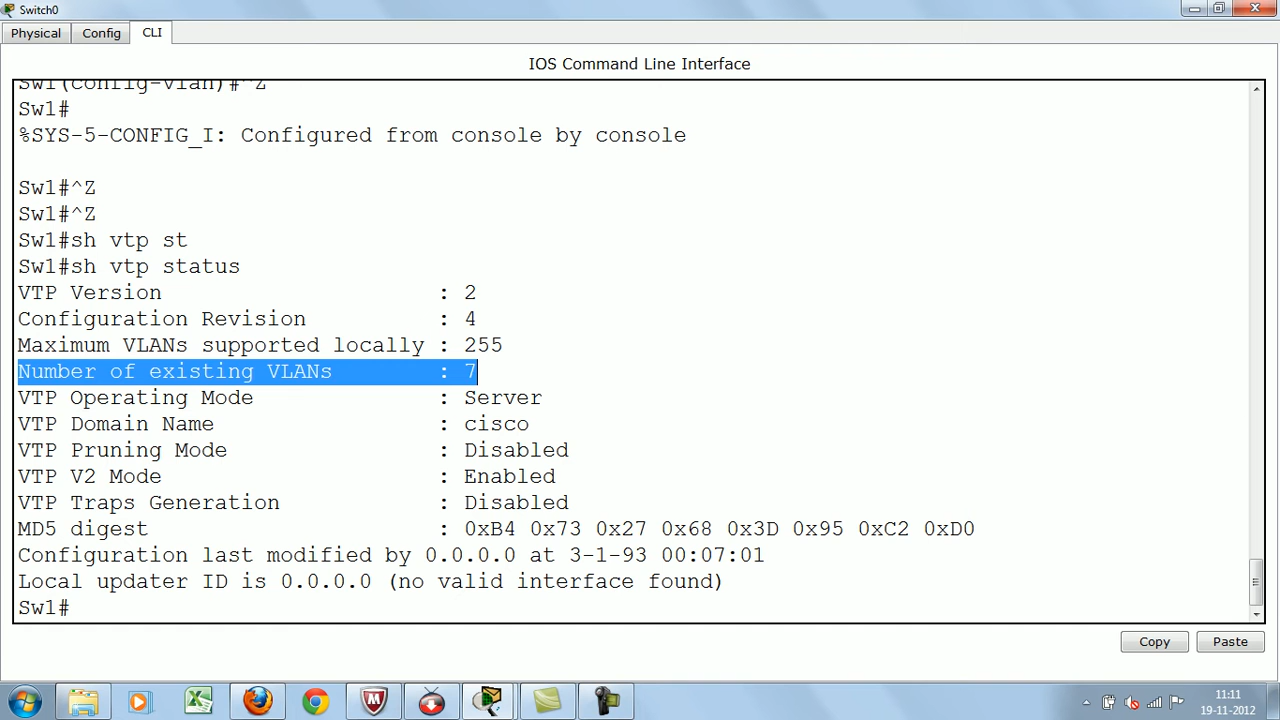 Switch0
Physical Config CLI
IOS Command Line Interface
Sw1(config-vlan)#^Z
Sw1#
%SYS-5-CONFIG_I: Configured from console by console
Sw1#^Z
Sw1#^Z
Sw1#sh vtp st
Sw1#sh vtp status
VTP Version : 2
Configuration Revision : 4
Maximum VLANs supported locally : 255
Number of existing VLANs : 7
VTP Operating Mode : Server
VTP Domain Name : cisco
VTP Pruning Mode : Disabled
VTP V2 Mode : Enabled
VTP Traps Generation : Disabled
MD5 digest : 0xB4 0x73 0x27 0x68 0x3D 0x95 0xC2 0xD0
Configuration last modified by 0.0.0.0 at 3-1-93 00:07:01
Local updater ID is 0.0.0.0 (no valid interface found)
Sw1#
Copy Paste
11:11
19-11-2012